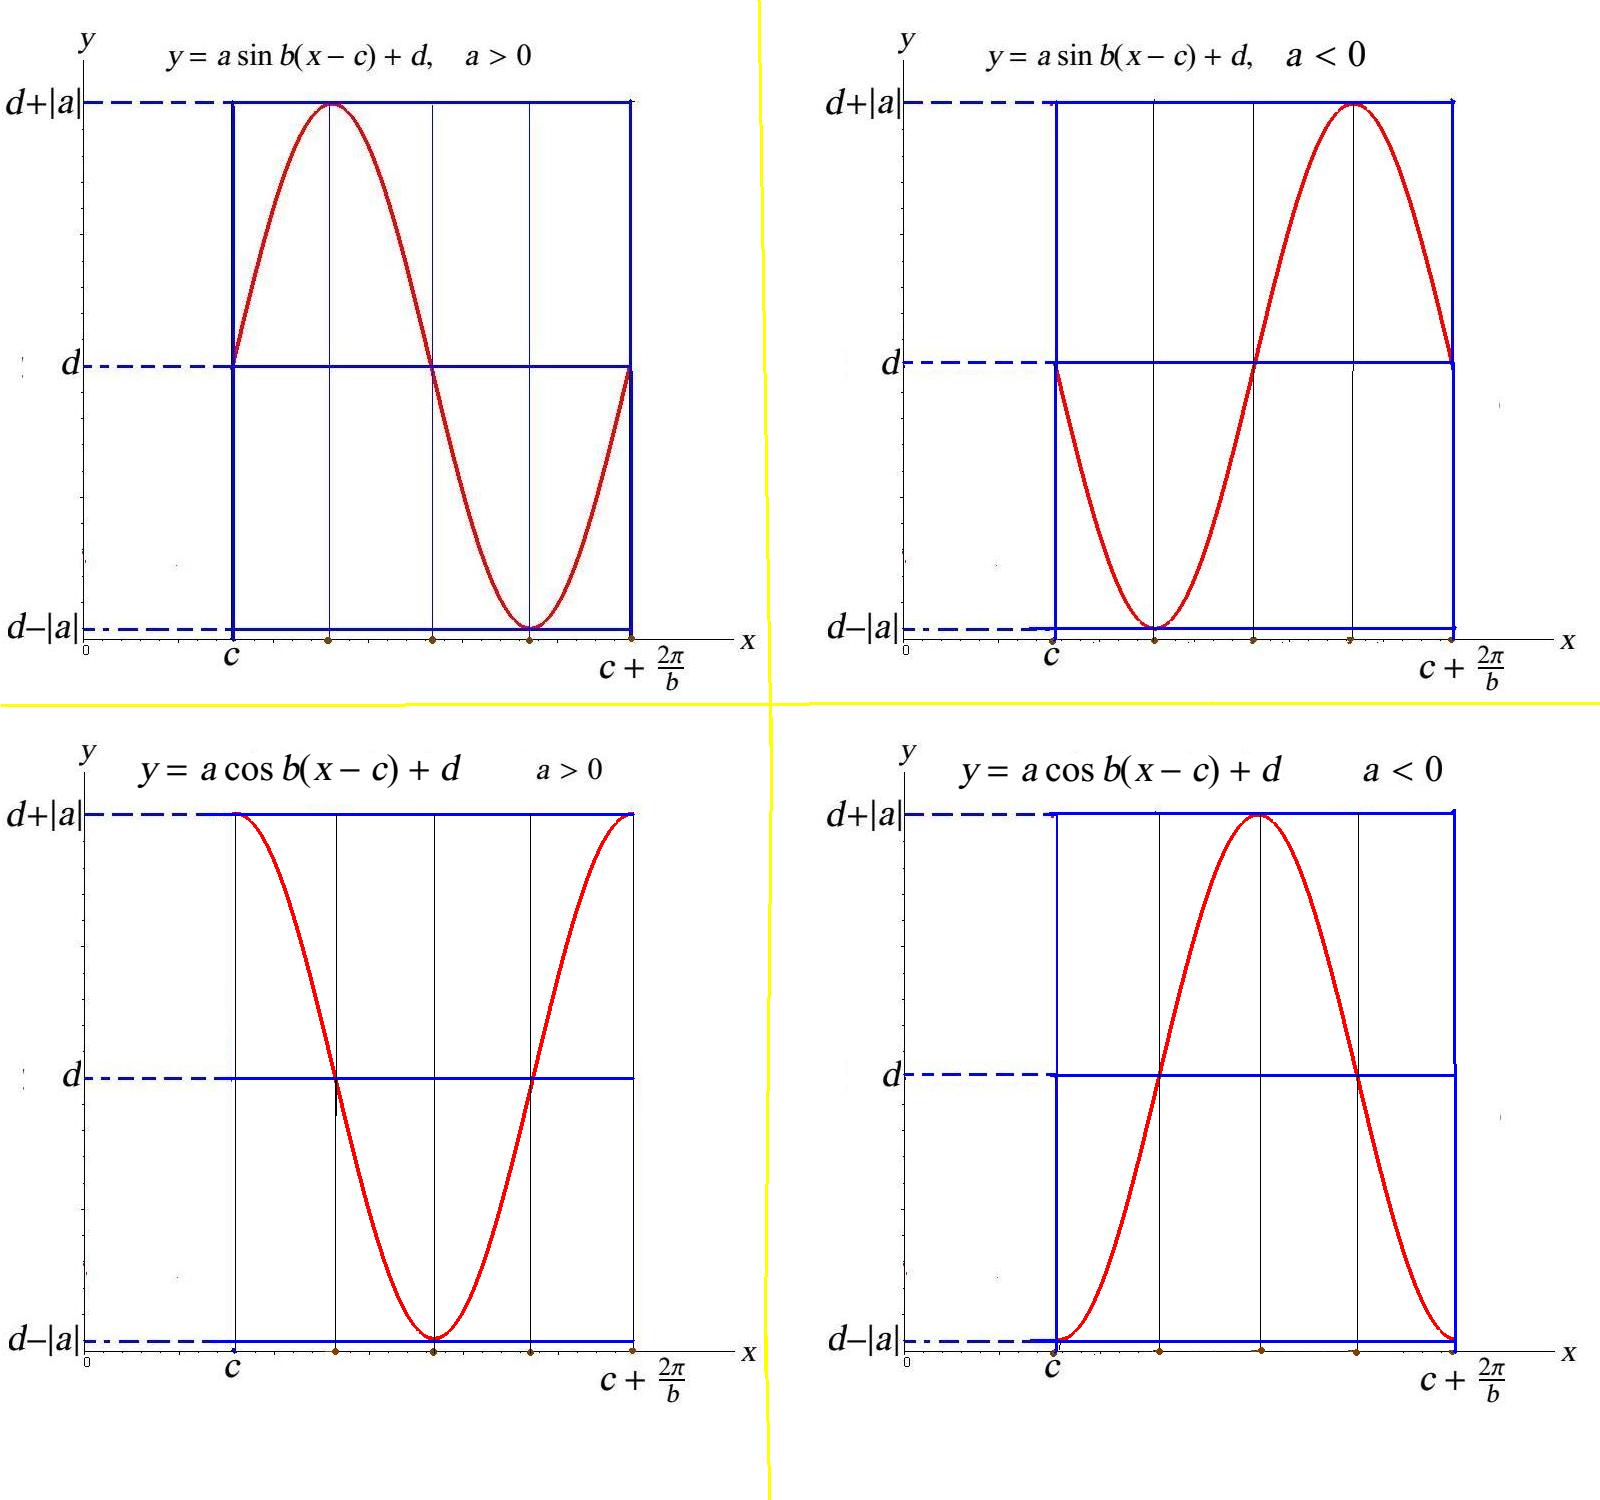 y
y = a sin b(x − c) + d, a > 0
d+|a|
d
d−|a|
0
c
c + 2π/b
x
y
y = a sin b(x − c) + d, a < 0
d+|a|
d
d−|a|
0
c
c + 2π/b
x
y
y = a cos b(x − c) + d a > 0
d+|a|
d
d−|a|
0
c
c + 2π/b
x
y
y = a cos b(x − c) + d a < 0
d+|a|
d
d−|a|
0
c
c + 2π/b
x